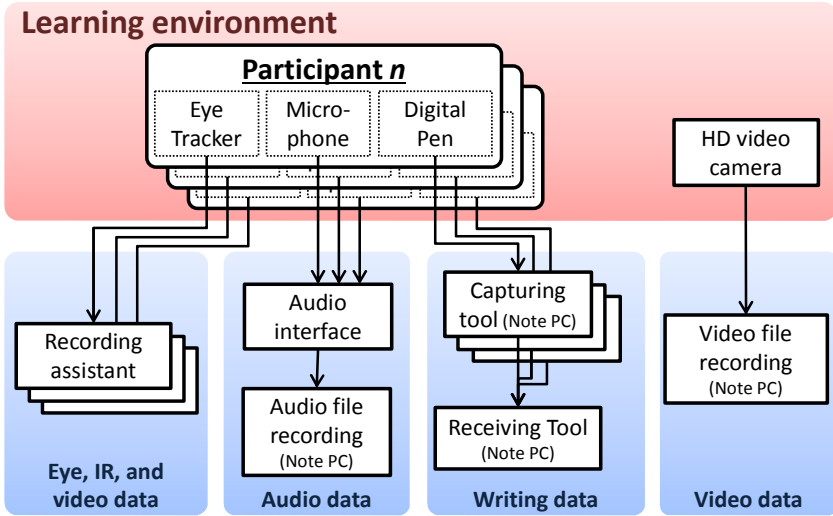 Learning environment
Participant n
Eye
Tracker
Micro-
phone
Digital
Pen
HD video
camera
Recording
assistant
Audio
interface
Audio file
recording
(Note PC)
Capturing
tool (Note PC)
Receiving Tool
(Note PC)
Video file
recording
(Note PC)
Eye, IR, and
video data
Audio data
Writing data
Video data